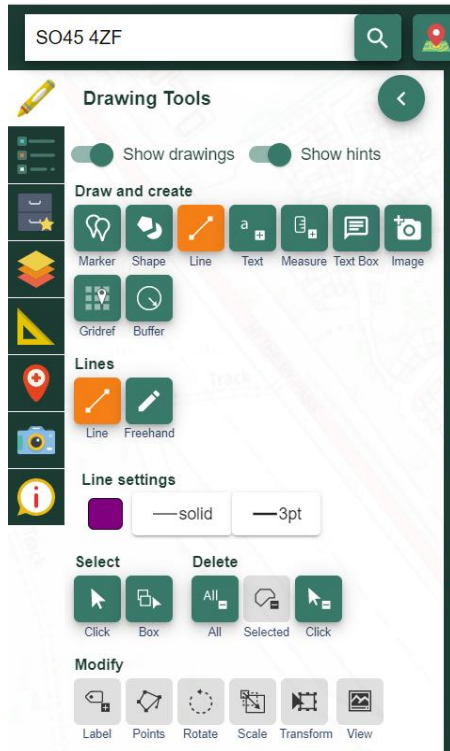 SO45 4ZF
Drawing Tools
Show drawings Show hints
Draw and create
a
Marker Shape Line Text Measure Text Box Image
Gridref Buffer
Track
Lines
Line Freehand
Line settings
solid 3pt
Select Delete
All
Click Box All Selected Click
Modify
Label Points Rotate Scale Transform View